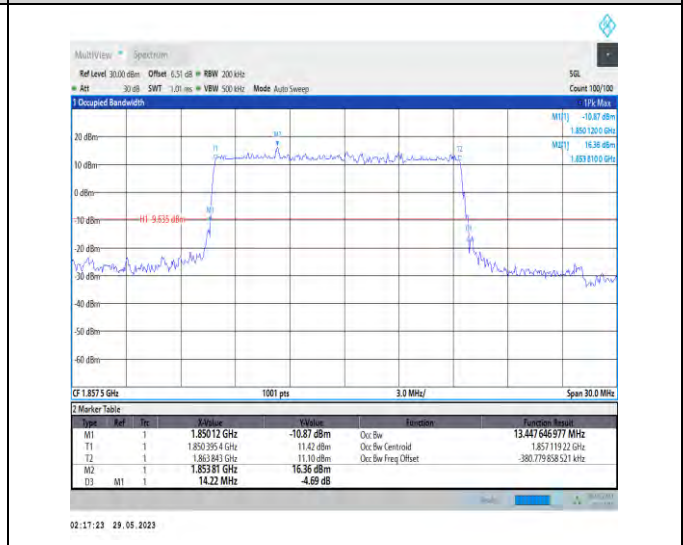 MultiView Spectrum
Ref Level 30.00 dBm Offset 6.51 dB RBW 200 kHz SGL
Att 30 dB SWT 1.01 ms VBW 500 kHz Mode Auto Sweep Count 100/100
1 Occupied Bandwidth 1Pk Max
M1[1] -10.87 dBm
1.850 120 0 GHz
M2[1] 16.36 dBm
1.853 810 0 GHz
20 dBm
10 dBm
0 dBm
-10 dBm
-20 dBm
-30 dBm
-40 dBm
-50 dBm
-60 dBm
T1
M2
T2
M1
H1 -9.635 dBm
D3
CF 1.857 5 GHz 1001 pts 3.0 MHz/ Span 30.0 MHz
2 Marker Table
Type Ref Trc X-Value Y-Value Function Function Result
M1 1 1.850 12 GHz -10.87 dBm Occ Bw 13.447 646 977 MHz
T1 1 1.850 395 4 GHz 11.42 dBm Occ Bw Centroid 1.857 119 22 GHz
T2 1 1.863 843 GHz 11.10 dBm Occ Bw Freq Offset -380.779 858 521 kHz
M2 1 1.853 81 GHz 16.36 dBm
D3 M1 1 14.22 MHz -4.69 dB
02:17:23 29.05.2023